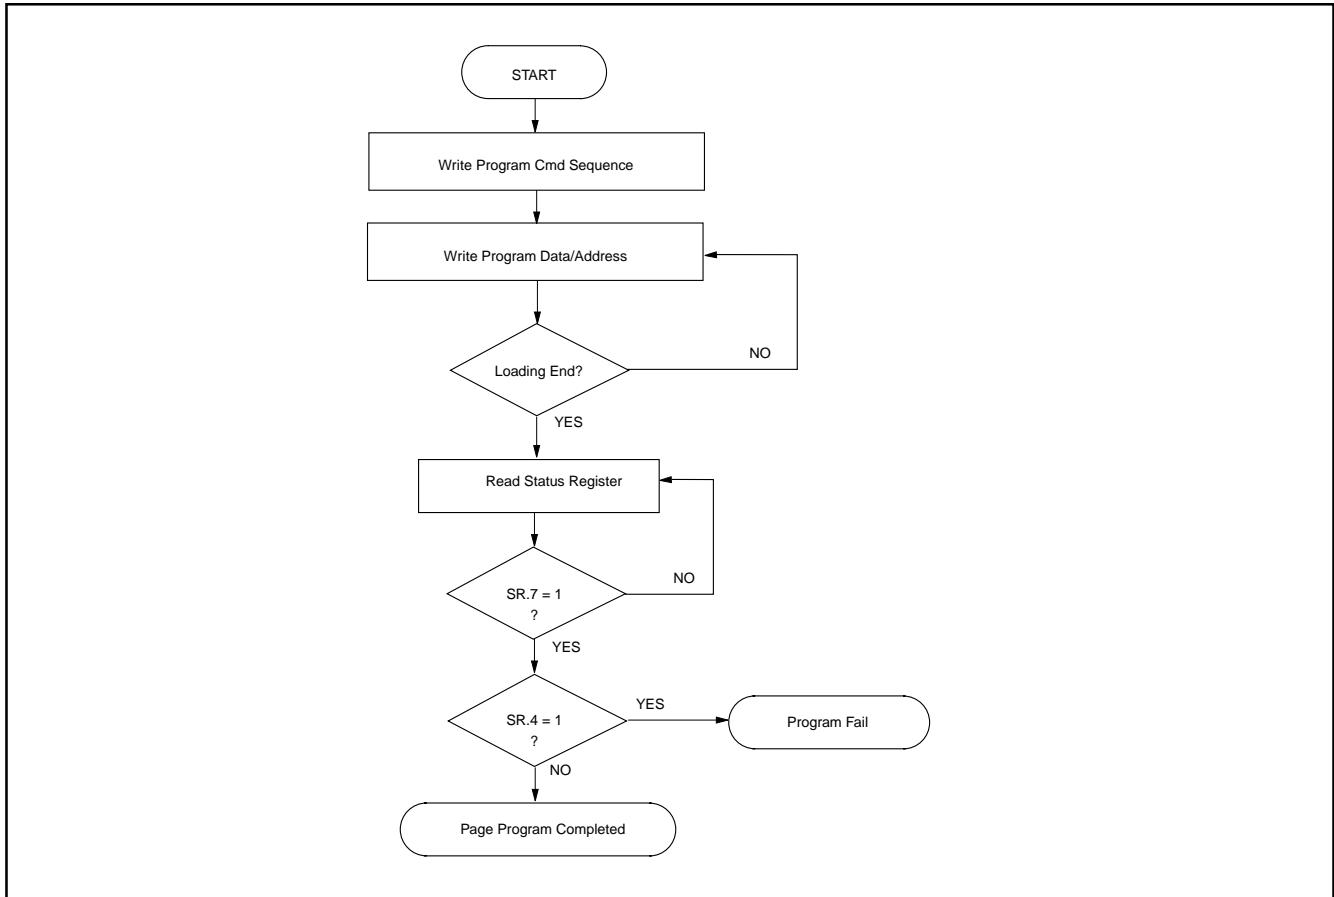 START
Write Program Cmd Sequence
Write Program Data/Address
NO
Loading End?
YES
Read Status Register
NO
SR.7 = 1
?
YES
YES
SR.4 = 1
?
Program Fail
NO
Page Program Completed